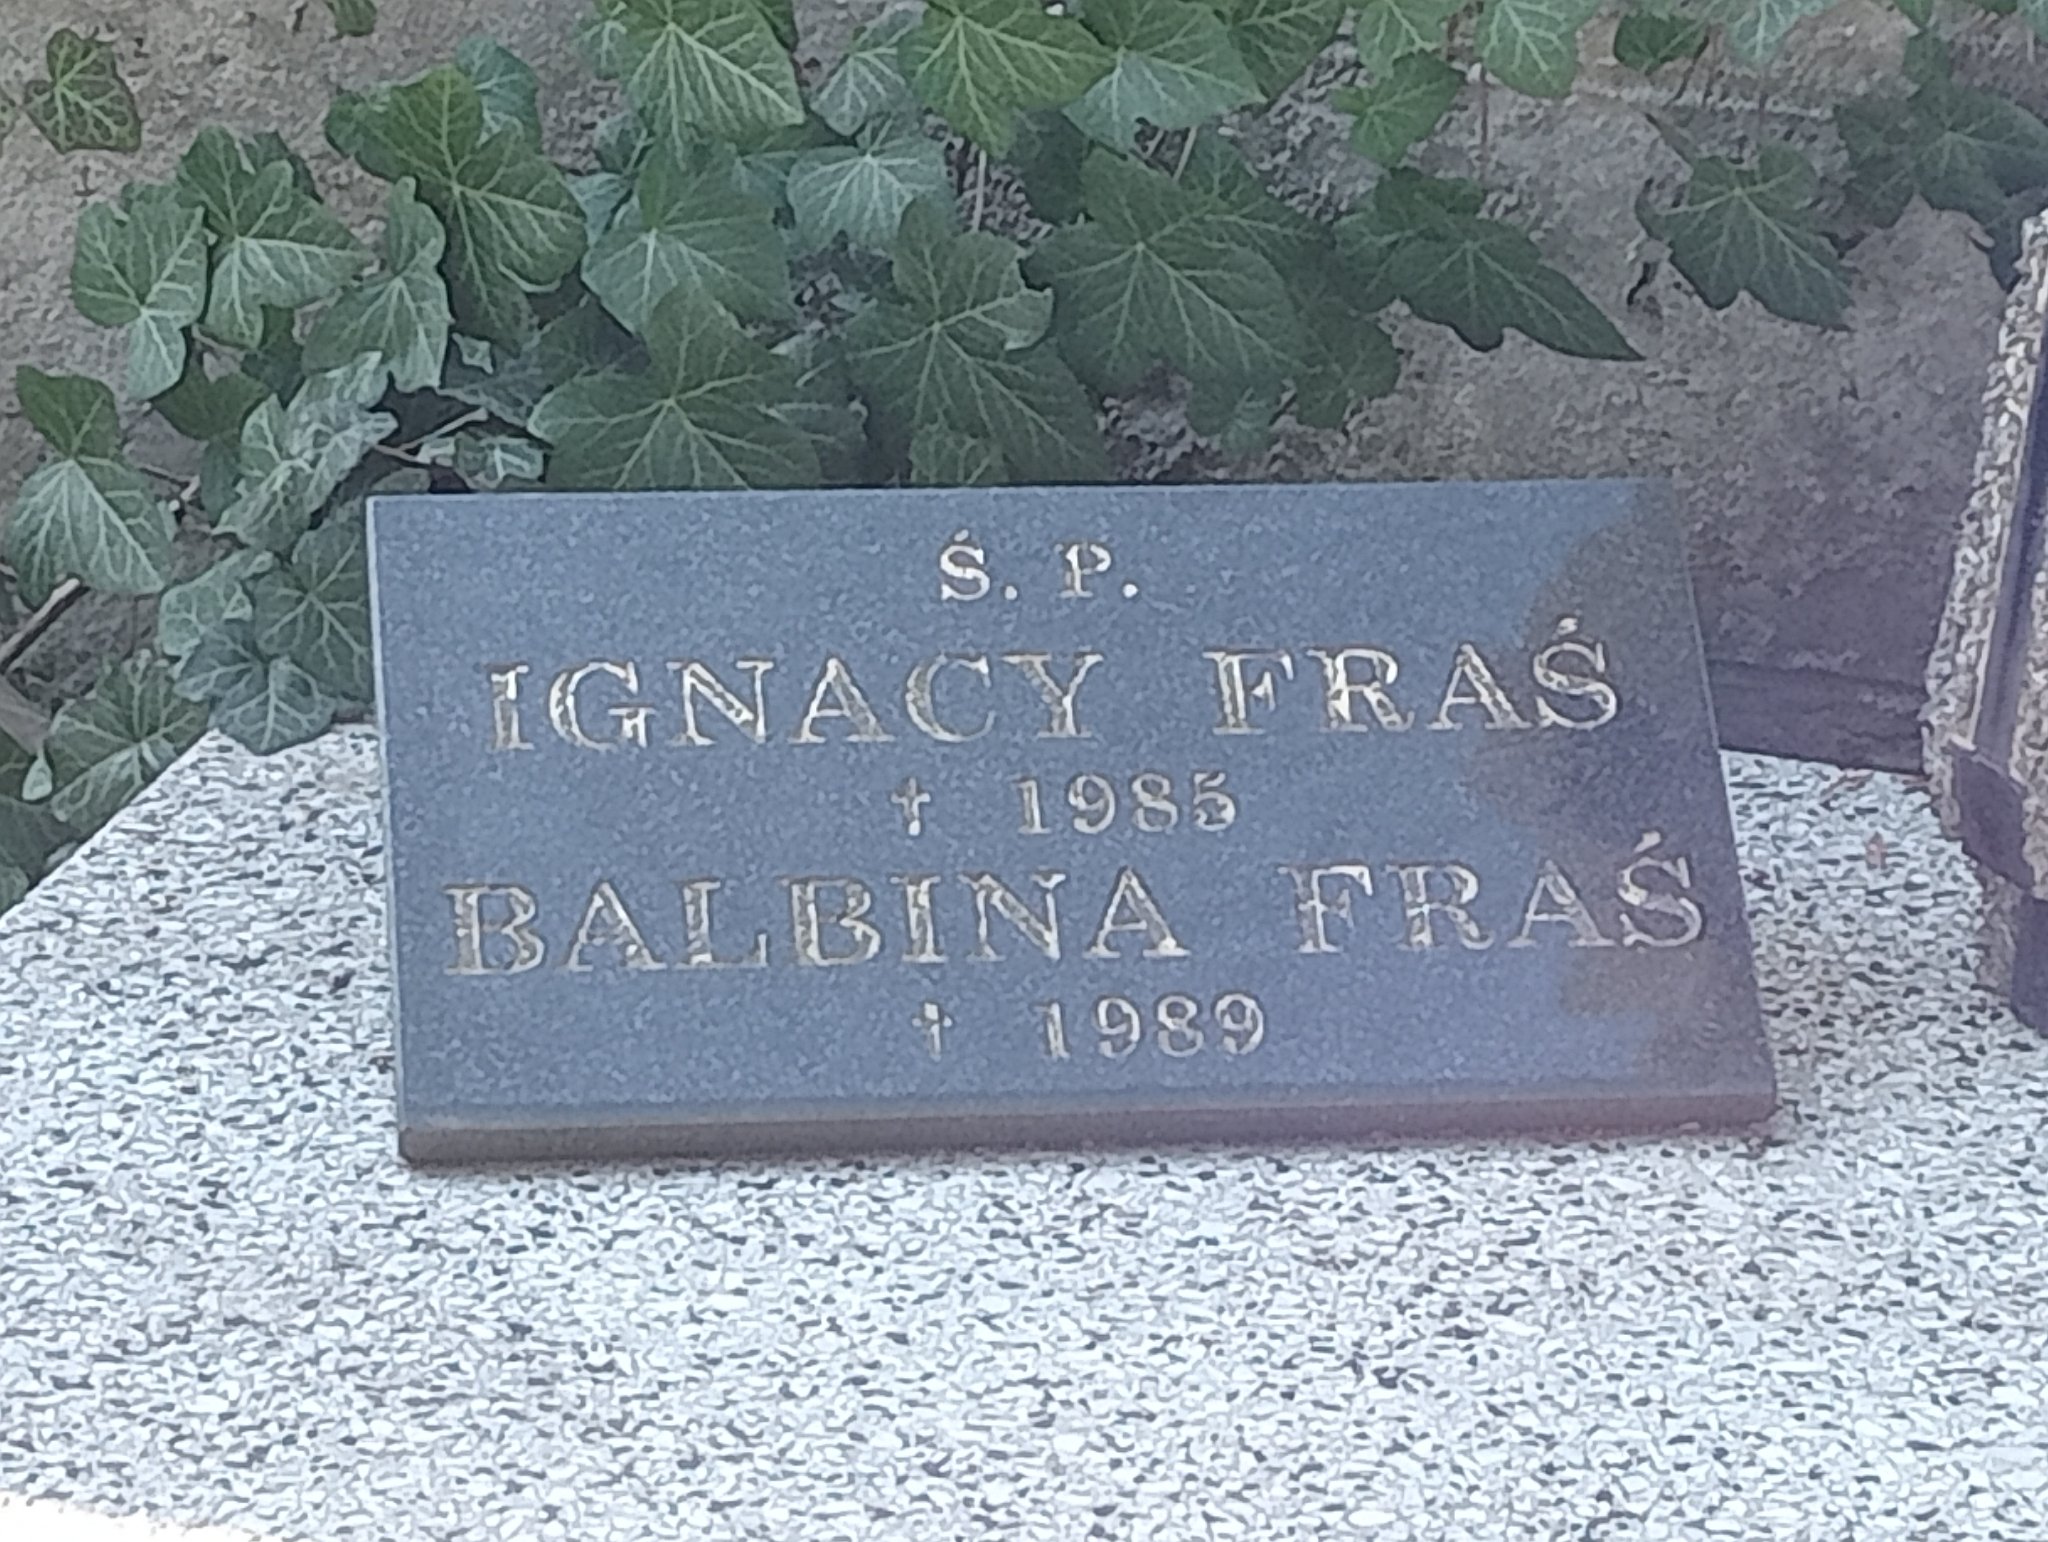 Ś. P.
IGNACY FRAŚ
† 1985
BALBINA FRAŚ
† 1989